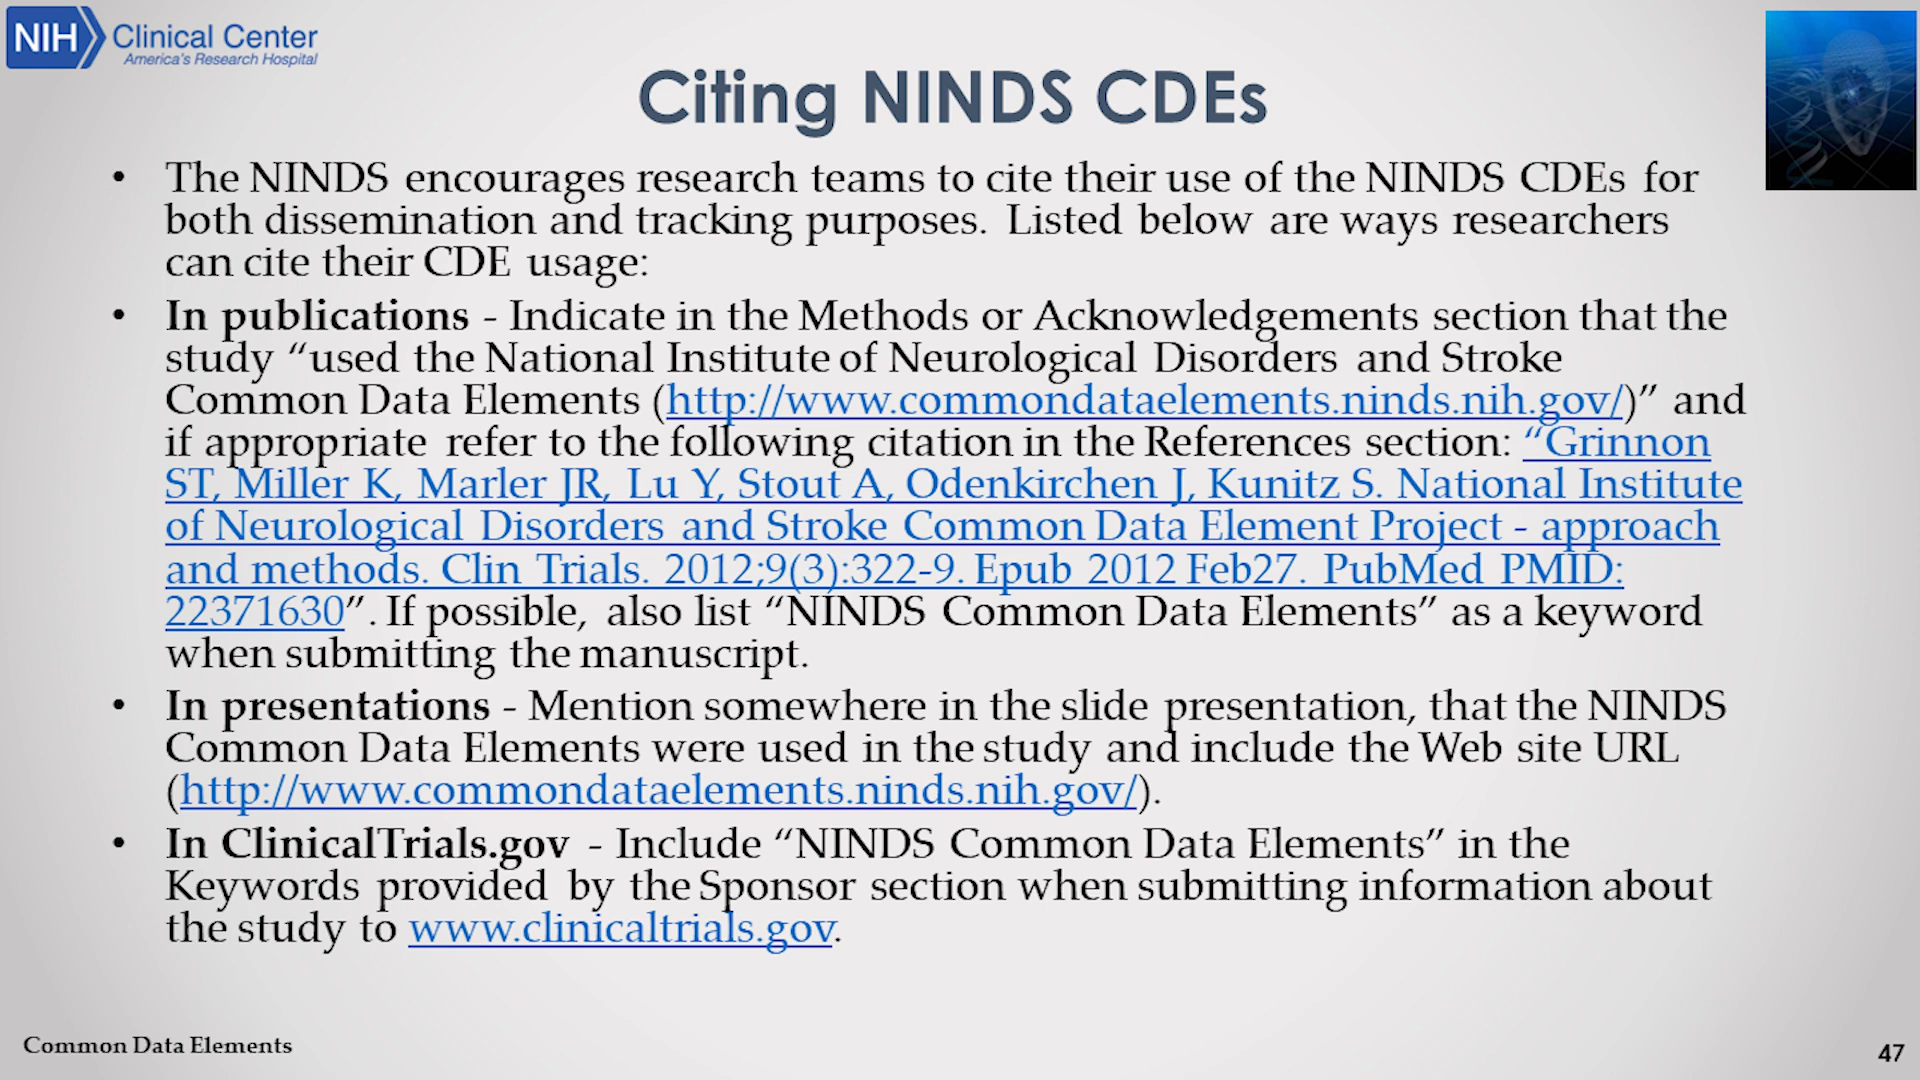 NIH Clinical Center
America's Research Hospital
Citing NINDS CDEs
• The NINDS encourages research teams to cite their use of the NINDS CDEs for
both dissemination and tracking purposes. Listed below are ways researchers
can cite their CDE usage:
• In publications - Indicate in the Methods or Acknowledgements section that the
study “used the National Institute of Neurological Disorders and Stroke
Common Data Elements (http://www.commondataelements.ninds.nih.gov/)” and
if appropriate refer to the following citation in the References section: “Grinnon
ST, Miller K, Marler JR, Lu Y, Stout A, Odenkirchen J, Kunitz S. National Institute
of Neurological Disorders and Stroke Common Data Element Project - approach
and methods. Clin Trials. 2012;9(3):322-9. Epub 2012 Feb27. PubMed PMID:
22371630”. If possible, also list “NINDS Common Data Elements” as a keyword
when submitting the manuscript.
• In presentations - Mention somewhere in the slide presentation, that the NINDS
Common Data Elements were used in the study and include the Web site URL
(http://www.commondataelements.ninds.nih.gov/).
• In ClinicalTrials.gov - Include “NINDS Common Data Elements” in the
Keywords provided by the Sponsor section when submitting information about
the study to www.clinicaltrials.gov.
Common Data Elements
47